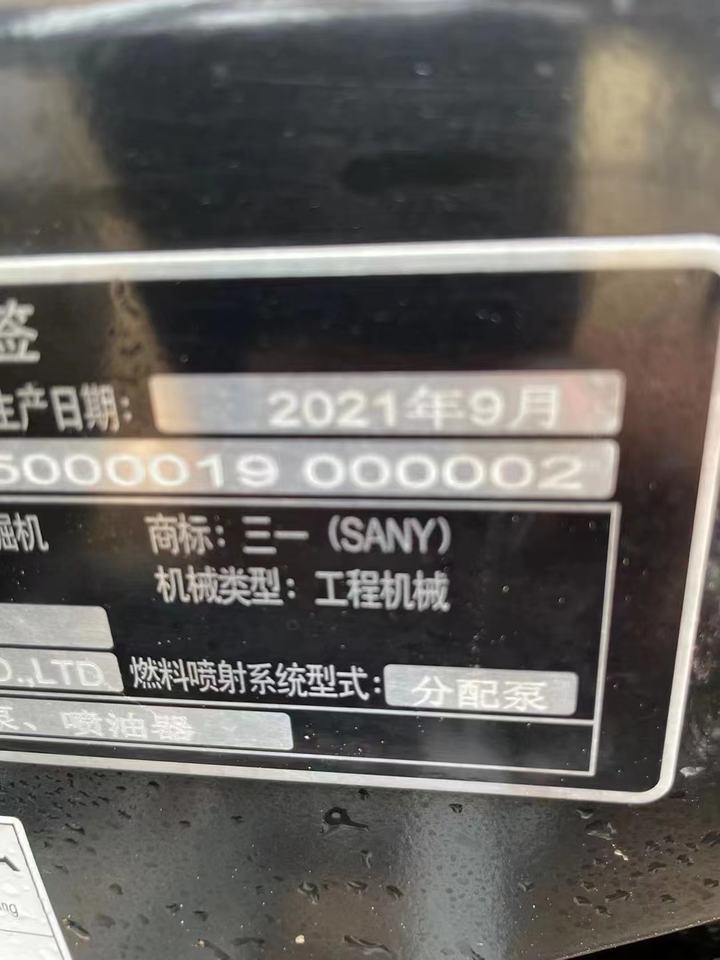 签
生产日期： 2021年9月
5000019 000002
掘机 商标：三一（SANY）
机械类型：工程机械
O.,LTD. 燃料喷射系统型式： 分配泵
泵、喷油器
ng